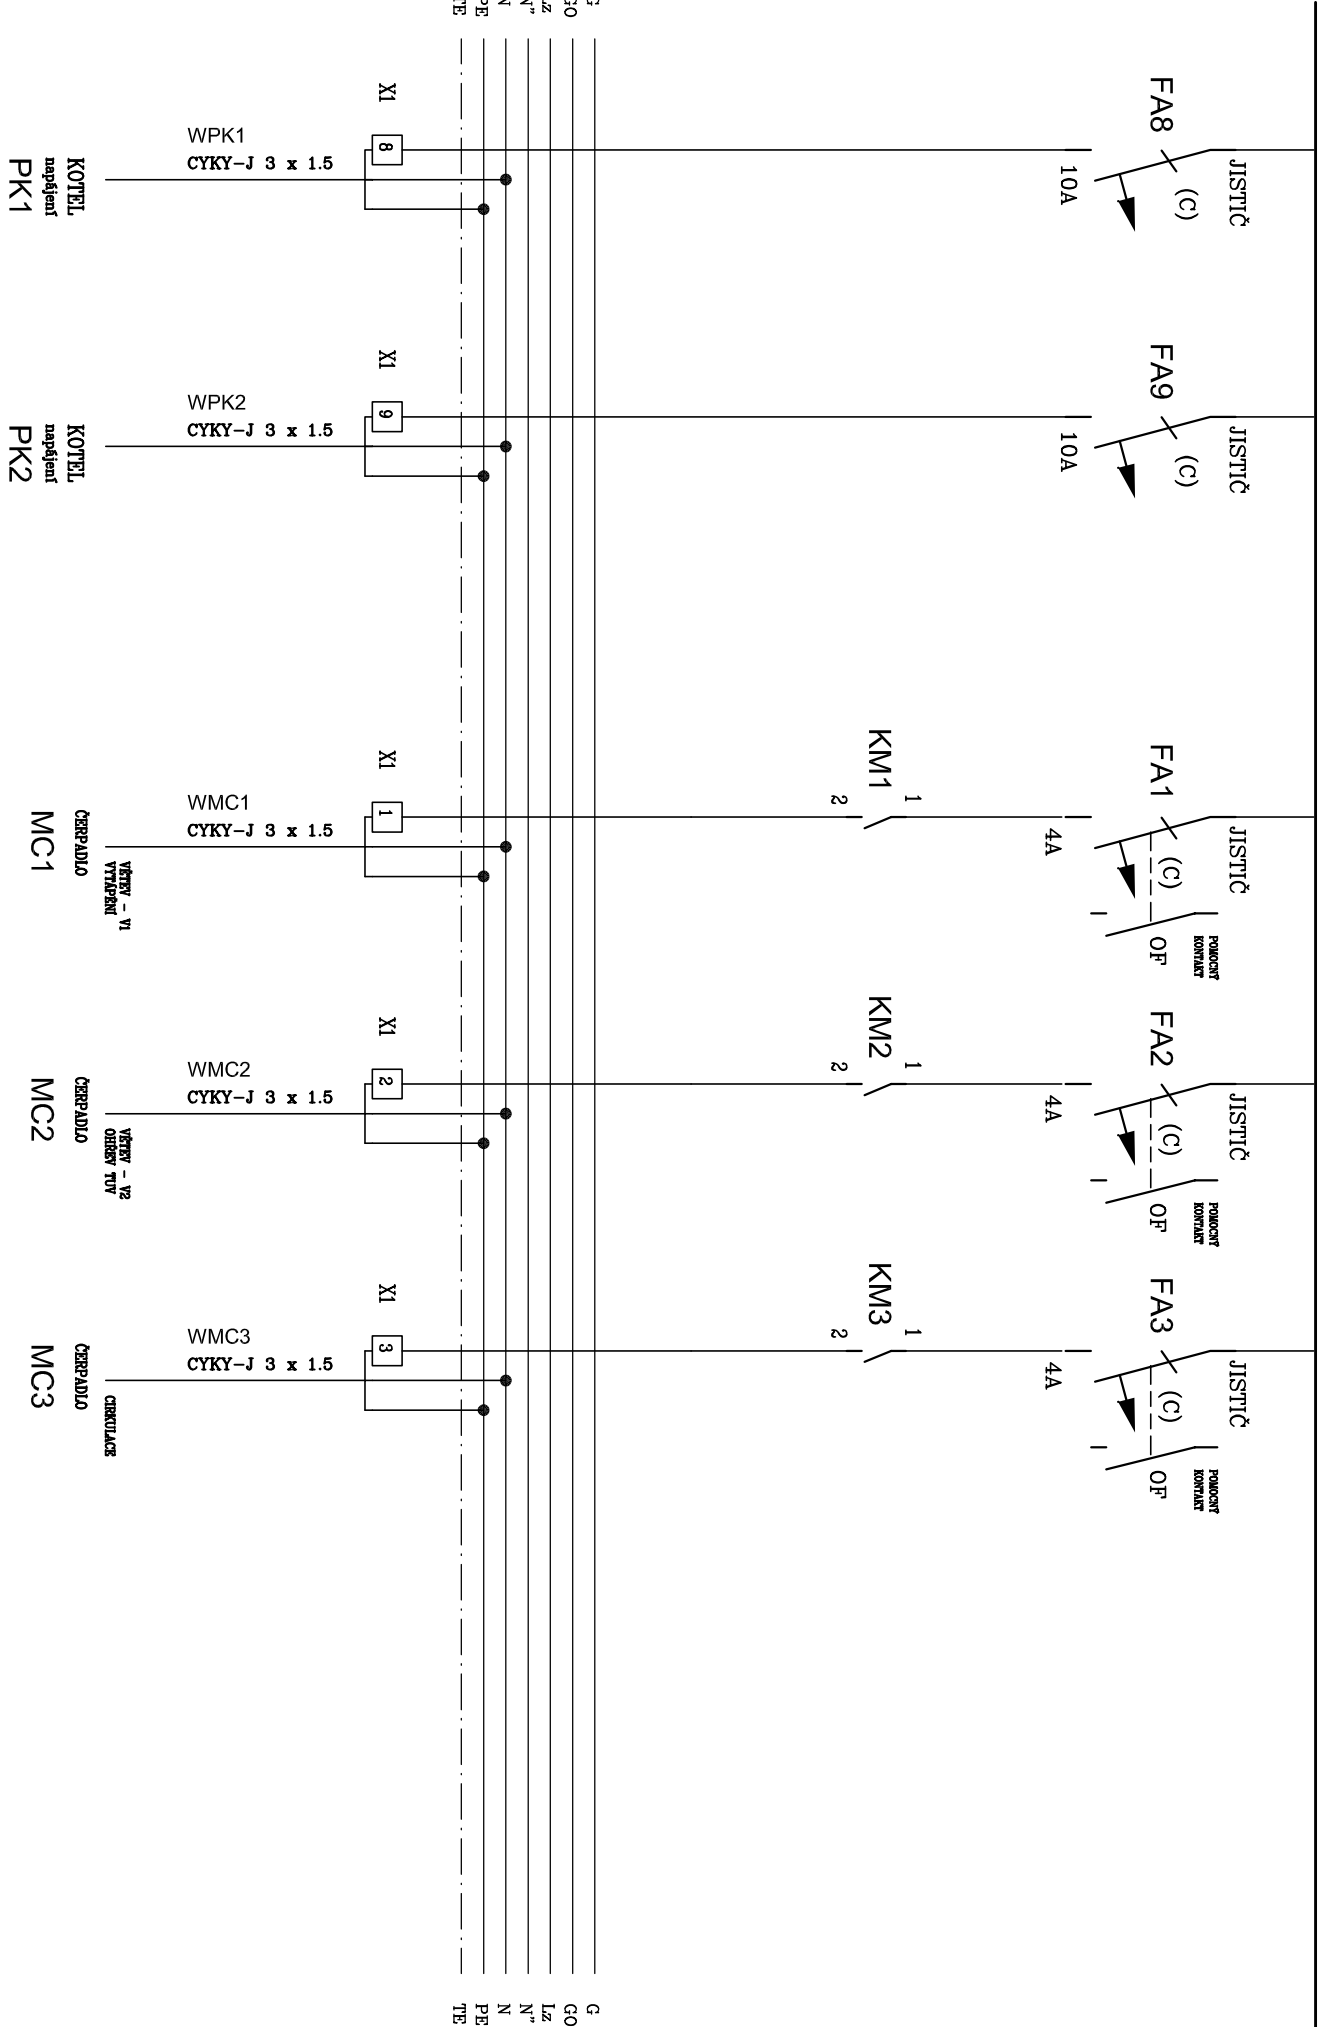 FA8
JISTIČ
(C)
10A
FA9
JISTIČ
(C)
10A
FA1
JISTIČ
(C)
4A
POMOCNÝ
KONTAKT
OF
FA2
JISTIČ
(C)
4A
POMOCNÝ
KONTAKT
OF
FA3
JISTIČ
(C)
4A
POMOCNÝ
KONTAKT
OF
KM1
1
2
KM2
1
2
KM3
1
2
G
GO
Lz
N"
N
PE
TE
G
GO
Lz
N"
N
PE
TE
X1
8
X1
9
X1
1
X1
2
X1
3
WPK1
CYKY-J 3 x 1.5
WPK2
CYKY-J 3 x 1.5
WMC1
CYKY-J 3 x 1.5
WMC2
CYKY-J 3 x 1.5
WMC3
CYKY-J 3 x 1.5
KOTEL
napájení
PK1
KOTEL
napájení
PK2
VĚTEV - V1
VYTÁPĚNÍ
ČERPADLO
MC1
VĚTEV - V2
OHŘEV TUV
ČERPADLO
MC2
CIRKULACE
ČERPADLO
MC3